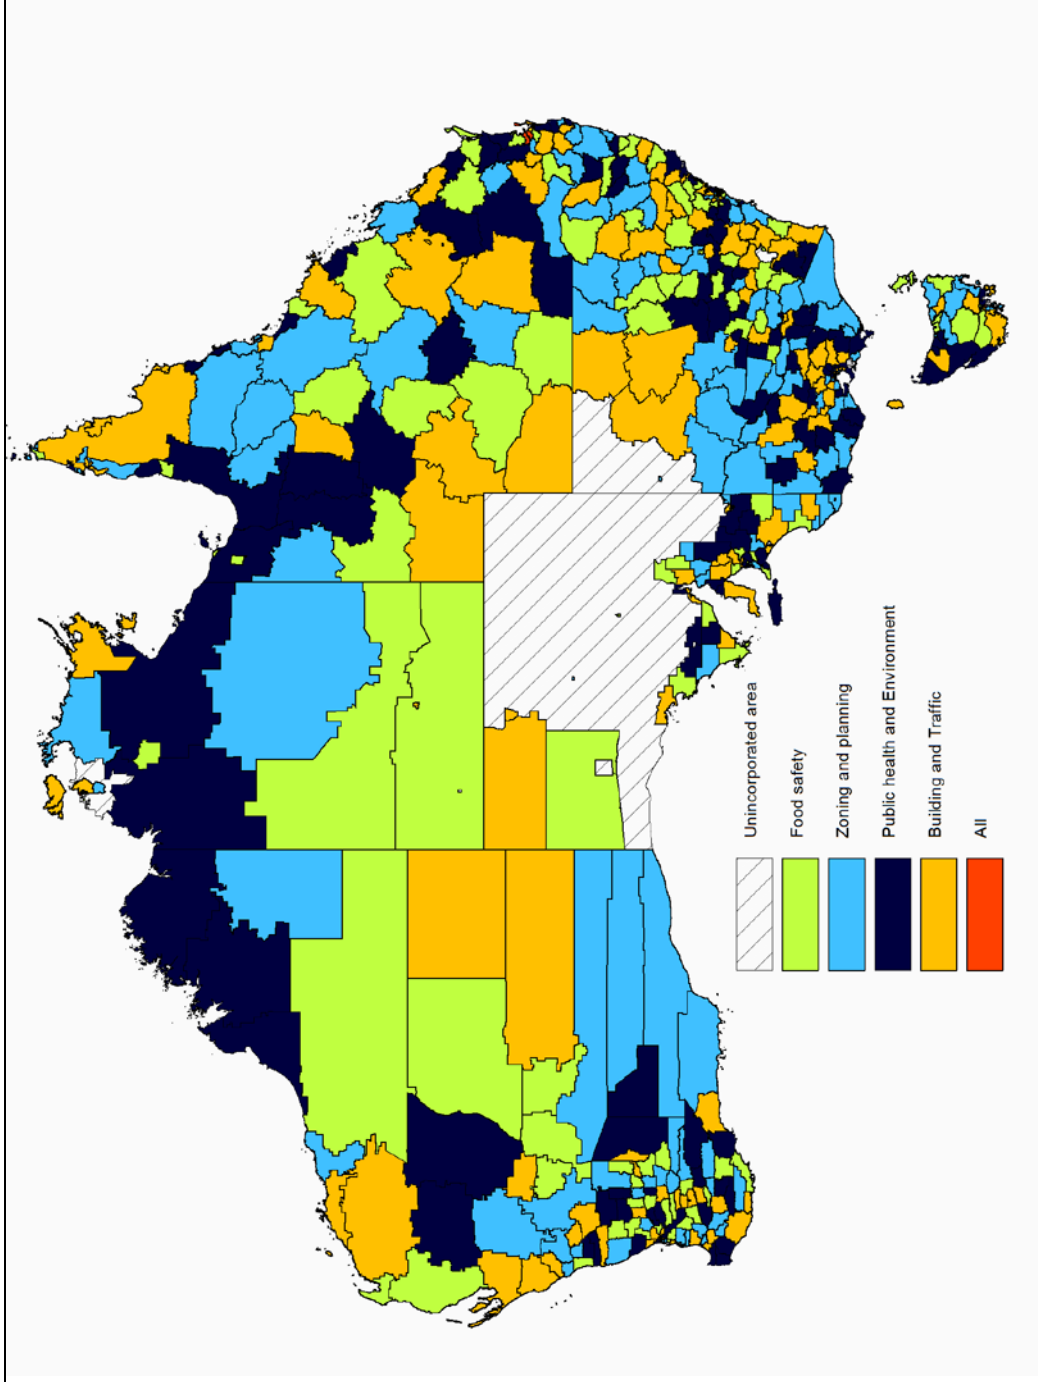 Unincorporated area
Food safety
Zoning and planning
Public health and Environment
Building and Traffic
All